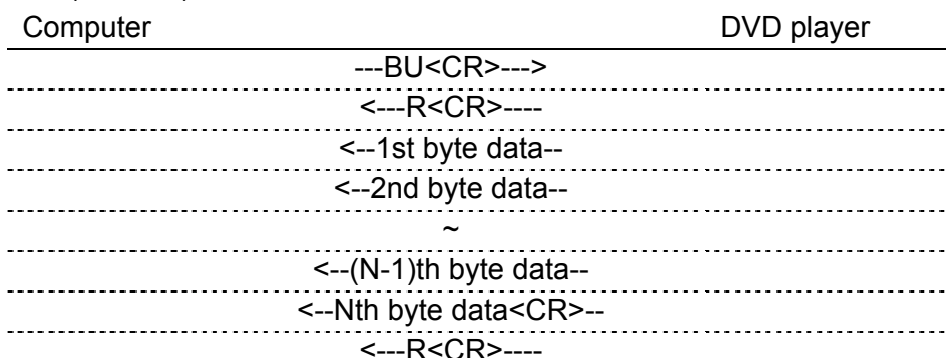 Computer DVD player
---BU<CR>--->
<---R<CR>----
<--1st byte data--
<--2nd byte data--
~
<--(N-1)th byte data--
<--Nth byte data<CR>--
<---R<CR>----